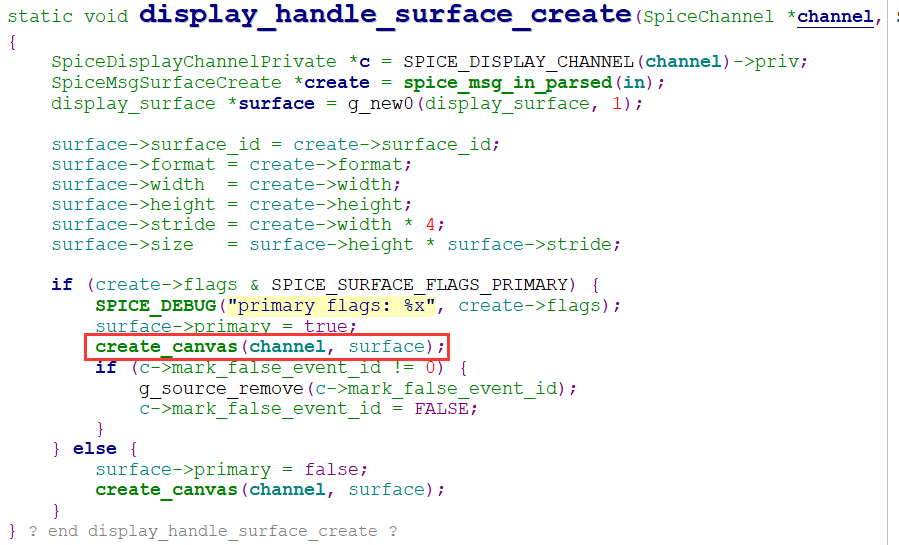 static void display_handle_surface_create(SpiceChannel *channel,
{
    SpiceDisplayChannelPrivate *c = SPICE_DISPLAY_CHANNEL(channel)->priv;
    SpiceMsgSurfaceCreate *create = spice_msg_in_parsed(in);
    display_surface *surface = g_new0(display_surface, 1);

    surface->surface_id = create->surface_id;
    surface->format = create->format;
    surface->width  = create->width;
    surface->height = create->height;
    surface->stride = create->width * 4;
    surface->size   = surface->height * surface->stride;

    if (create->flags & SPICE_SURFACE_FLAGS_PRIMARY) {
        SPICE_DEBUG("primary flags: %x", create->flags);
        surface->primary = true;
        create_canvas(channel, surface);
        if (c->mark_false_event_id != 0) {
            g_source_remove(c->mark_false_event_id);
            c->mark_false_event_id = FALSE;
        }
    } else {
        surface->primary = false;
        create_canvas(channel, surface);
    }
} ? end display_handle_surface_create ?